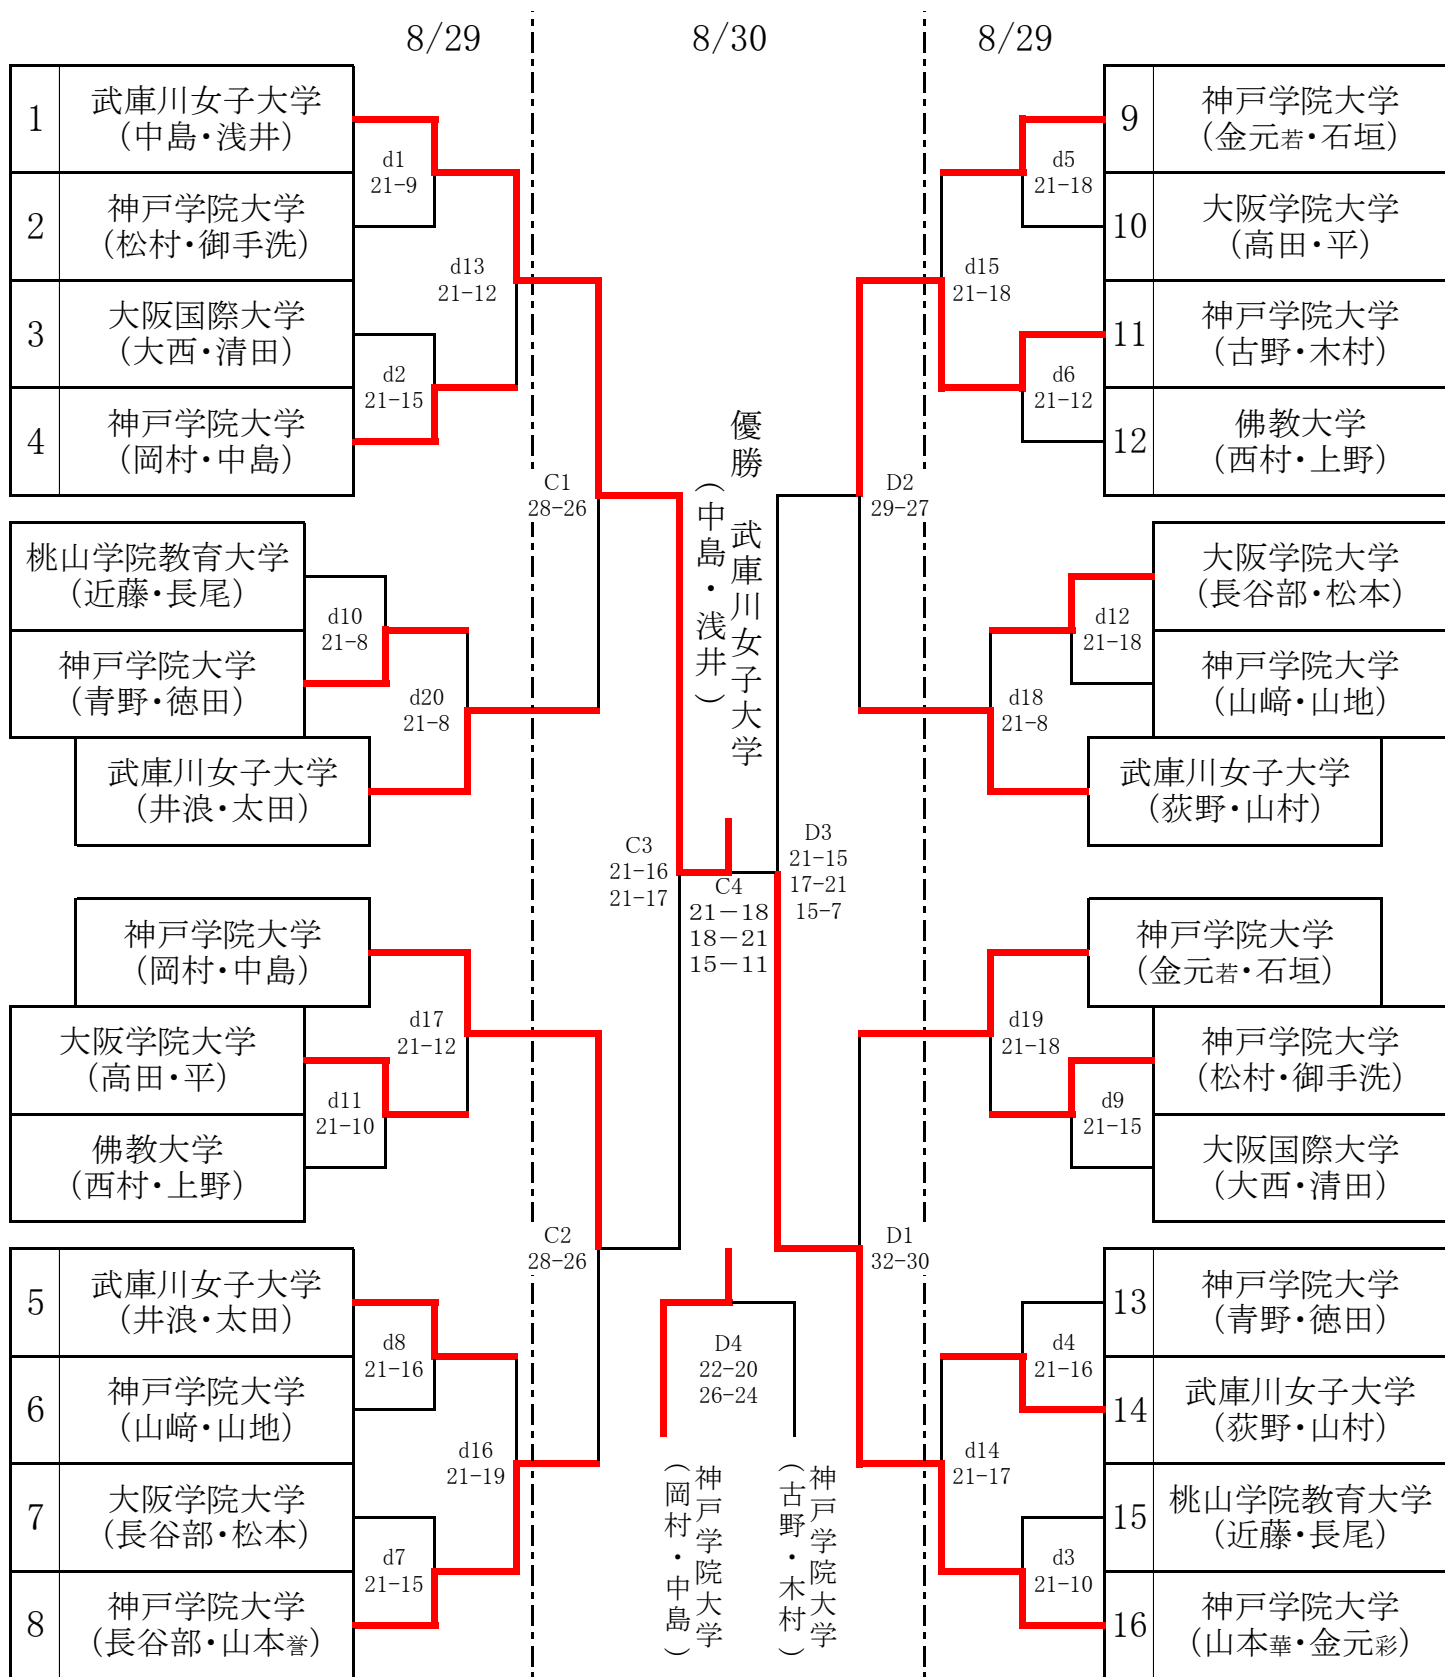 8/29
8/30
8/29
1
武庫川女子大学
(中島・浅井)
2
神戸学院大学
(松村・御手洗)
3
大阪国際大学
(大西・清田)
4
神戸学院大学
(岡村・中島)
d1
21-9
d2
21-15
d13
21-12
桃山学院教育大学
(近藤・長尾)
神戸学院大学
(青野・徳田)
武庫川女子大学
(井浪・太田)
d10
21-8
d20
21-8
C1
28-26
神戸学院大学
(岡村・中島)
大阪学院大学
(高田・平)
佛教大学
(西村・上野)
d17
21-12
d11
21-10
C2
28-26
5
武庫川女子大学
(井浪・太田)
6
神戸学院大学
(山﨑・山地)
7
大阪学院大学
(長谷部・松本)
8
神戸学院大学
(長谷部・山本誉)
d8
21-16
d16
21-19
d7
21-15
優勝 武庫川女子大学
(中島・浅井)
C3
21-16
21-17
C4
21-18
18-21
15-11
D3
21-15
17-21
15-7
D4
22-20
26-24
神戸学院大学
(岡村・中島)
神戸学院大学
(古野・木村)
9
神戸学院大学
(金元若・石垣)
10
大阪学院大学
(高田・平)
11
神戸学院大学
(古野・木村)
12
佛教大学
(西村・上野)
d5
21-18
d15
21-18
d6
21-12
D2
29-27
大阪学院大学
(長谷部・松本)
神戸学院大学
(山﨑・山地)
武庫川女子大学
(荻野・山村)
d12
21-18
d18
21-8
神戸学院大学
(金元若・石垣)
神戸学院大学
(松村・御手洗)
大阪国際大学
(大西・清田)
d19
21-18
d9
21-15
D1
32-30
13
神戸学院大学
(青野・徳田)
14
武庫川女子大学
(荻野・山村)
15
桃山学院教育大学
(近藤・長尾)
16
神戸学院大学
(山本華・金元彩)
d4
21-16
d14
21-17
d3
21-10